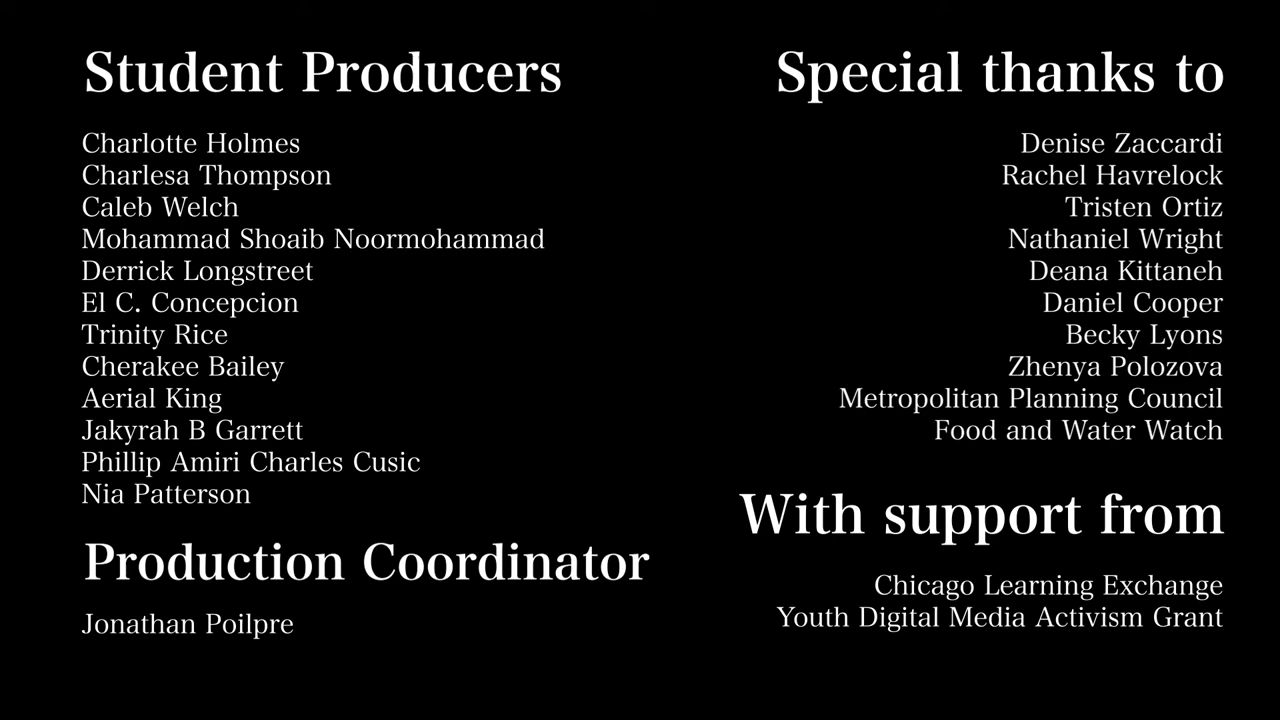 Student Producers
Charlotte Holmes
Charlesa Thompson
Caleb Welch
Mohammad Shoaib Noormohammad
Derrick Longstreet
El C. Concepcion
Trinity Rice
Cherakee Bailey
Aerial King
Jakyrah B Garrett
Phillip Amiri Charles Cusic
Nia Patterson
Production Coordinator
Jonathan Poilpre
Special thanks to
Denise Zaccardi
Rachel Havrelock
Tristen Ortiz
Nathaniel Wright
Deana Kittaneh
Daniel Cooper
Becky Lyons
Zhenya Polozova
Metropolitan Planning Council
Food and Water Watch
With support from
Chicago Learning Exchange
Youth Digital Media Activism Grant